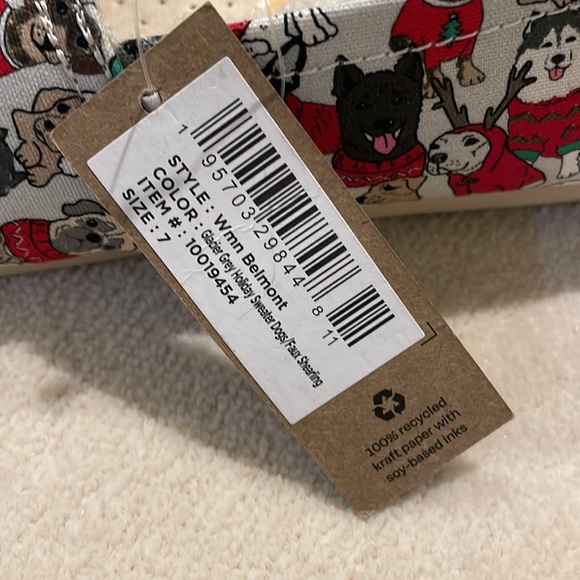 1 95703 29844 8 11
STYLE : Wmn Belmont
COLOR : Glacier Grey Holiday Sweater Dogs/Faux Shearling
ITEM # : 10019454
SIZE : 7
100% recycled
kraft paper with
soy-based inks